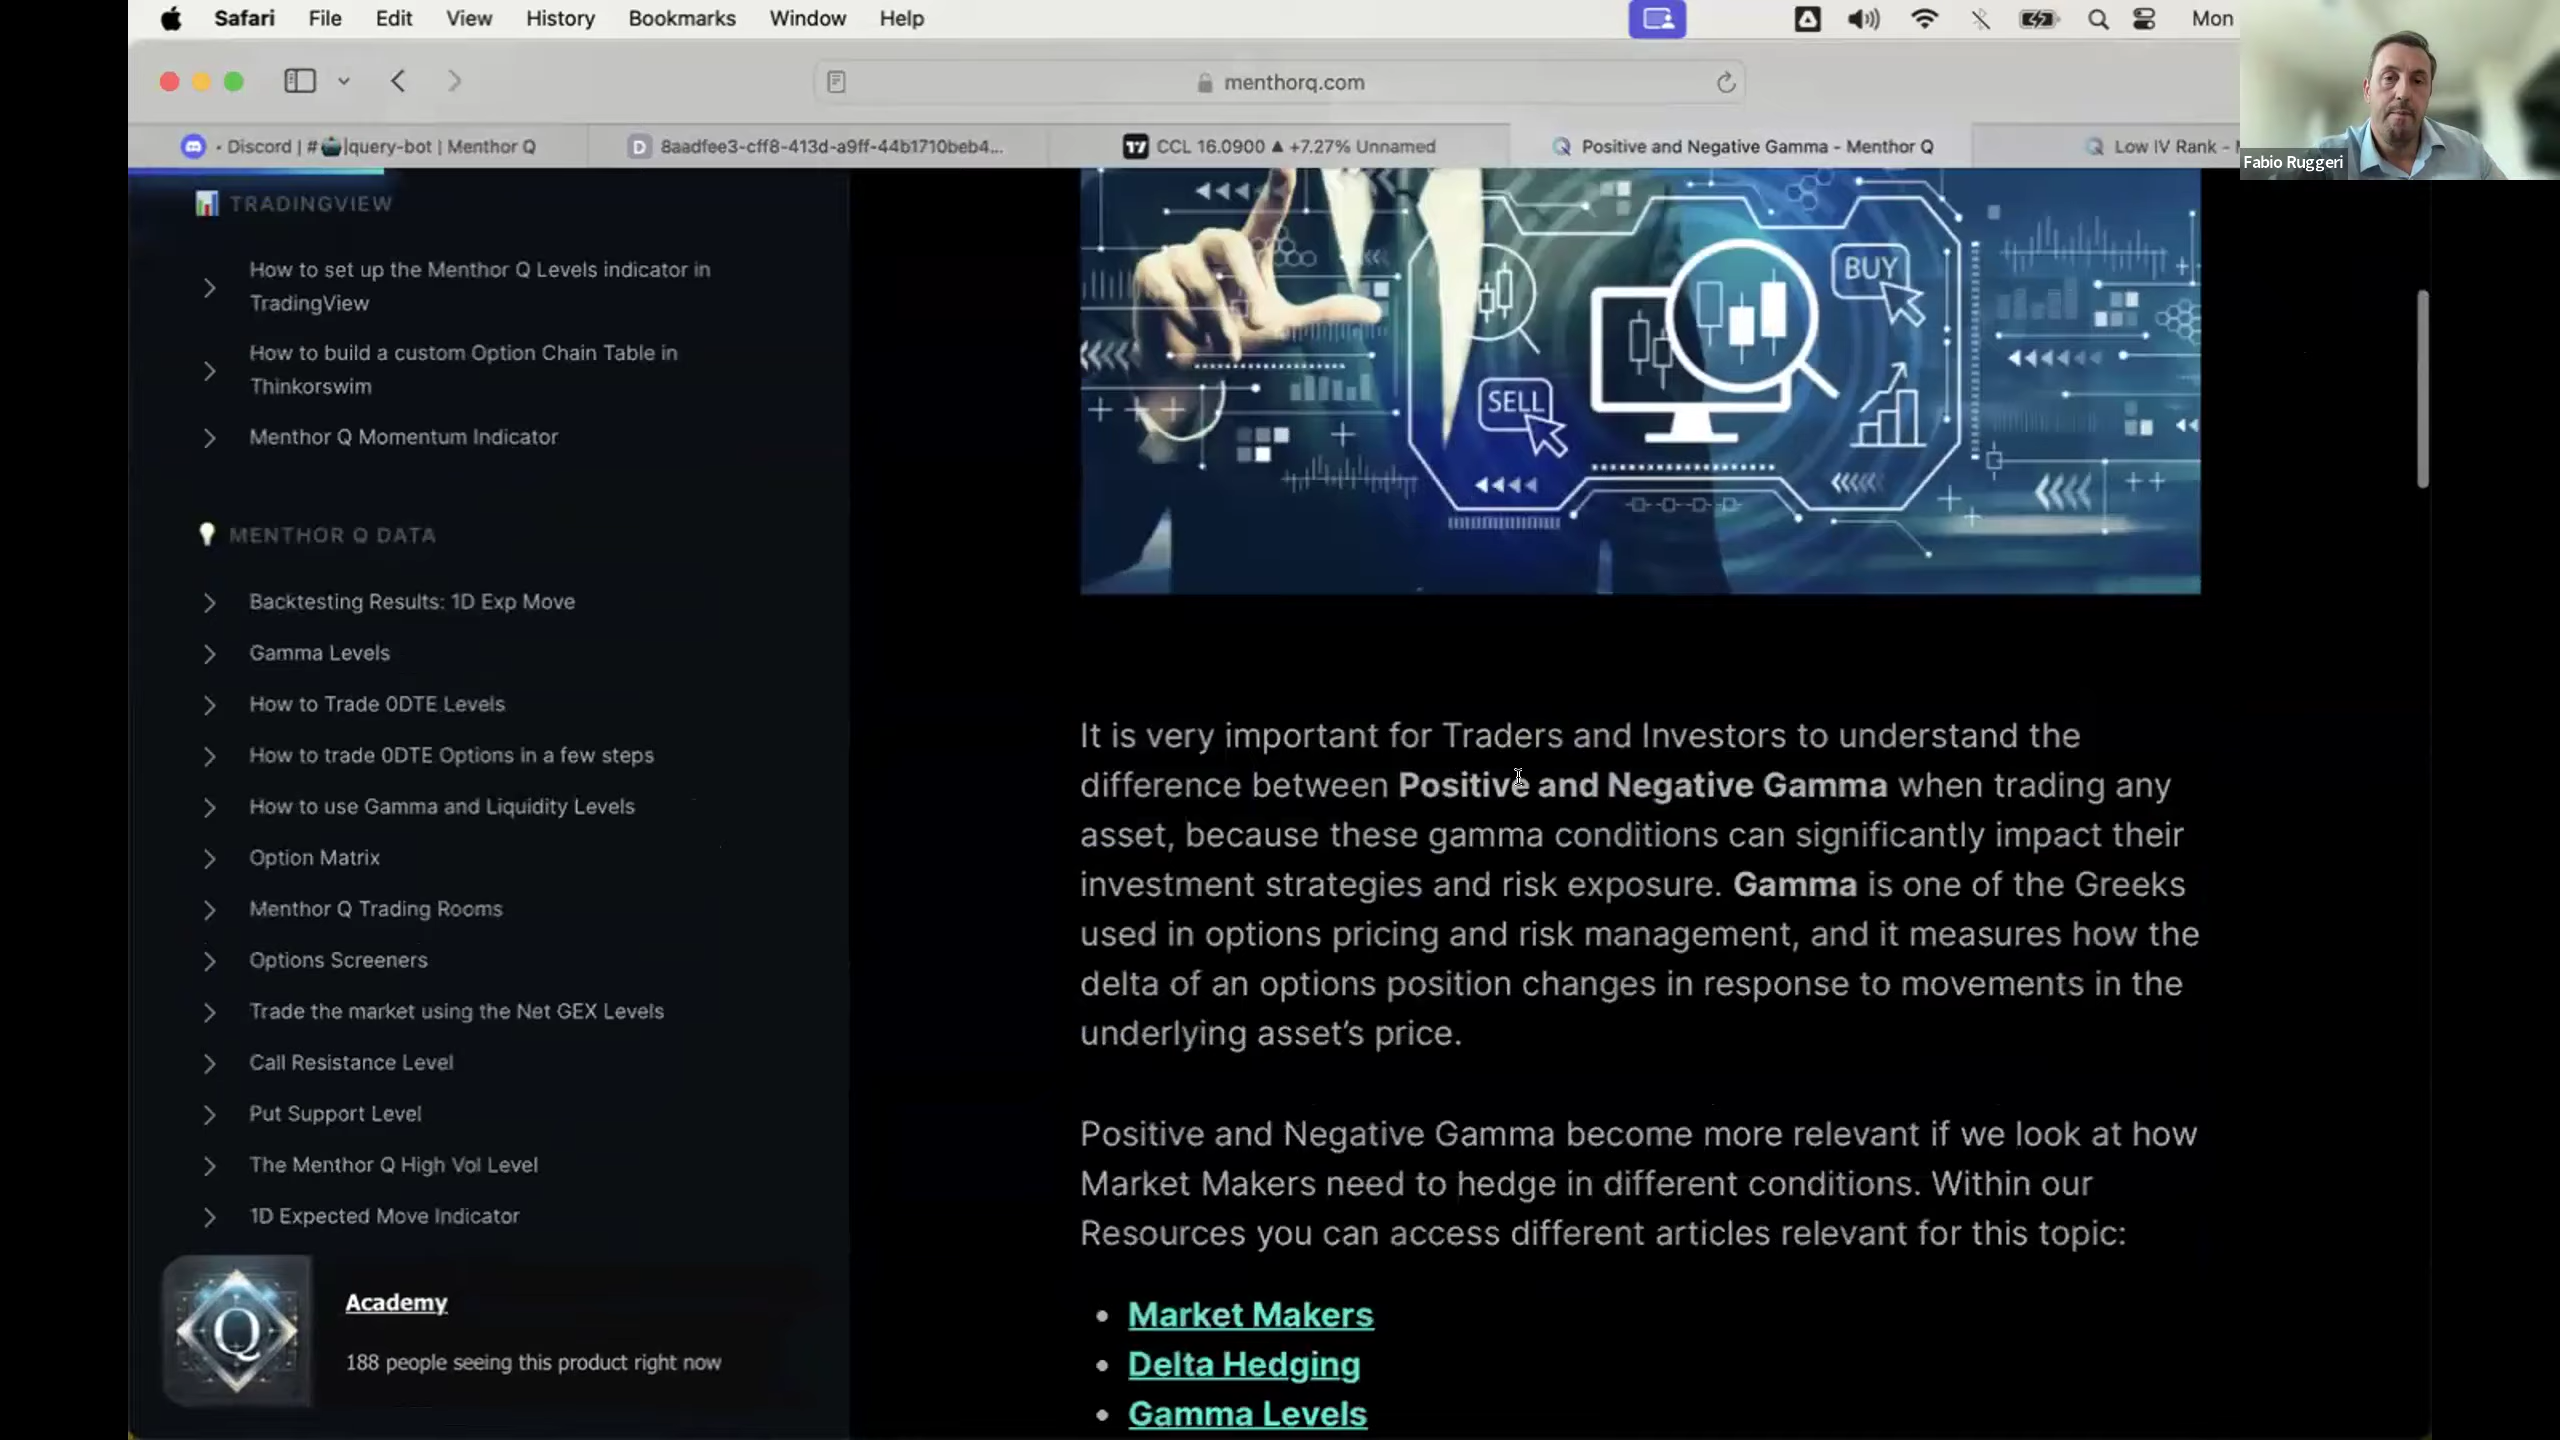 Safari File Edit View History Bookmarks Window Help Mon
menthorq.com
• Discord | #|query-bot | Menthor Q
D 8aadfee3-cff8-413d-a9ff-44b1710beb4...
17 CCL 16.0900 ▲ +7.27% Unnamed
Positive and Negative Gamma - Menthor Q
Low IV Rank -
Fabio Ruggeri
TRADINGVIEW
How to set up the Menthor Q Levels indicator in
TradingView
How to build a custom Option Chain Table in
Thinkorswim
Menthor Q Momentum Indicator
MENTHOR Q DATA
Backtesting Results: 1D Exp Move
Gamma Levels
How to Trade 0DTE Levels
How to trade 0DTE Options in a few steps
How to use Gamma and Liquidity Levels
Option Matrix
Menthor Q Trading Rooms
Options Screeners
Trade the market using the Net GEX Levels
Call Resistance Level
Put Support Level
The Menthor Q High Vol Level
1D Expected Move Indicator
Q
Academy
188 people seeing this product right now
BUY
SELL
It is very important for Traders and Investors to understand the
difference between Positive and Negative Gamma when trading any
asset, because these gamma conditions can significantly impact their
investment strategies and risk exposure. Gamma is one of the Greeks
used in options pricing and risk management, and it measures how the
delta of an options position changes in response to movements in the
underlying asset’s price.
Positive and Negative Gamma become more relevant if we look at how
Market Makers need to hedge in different conditions. Within our
Resources you can access different articles relevant for this topic:
• Market Makers
• Delta Hedging
• Gamma Levels